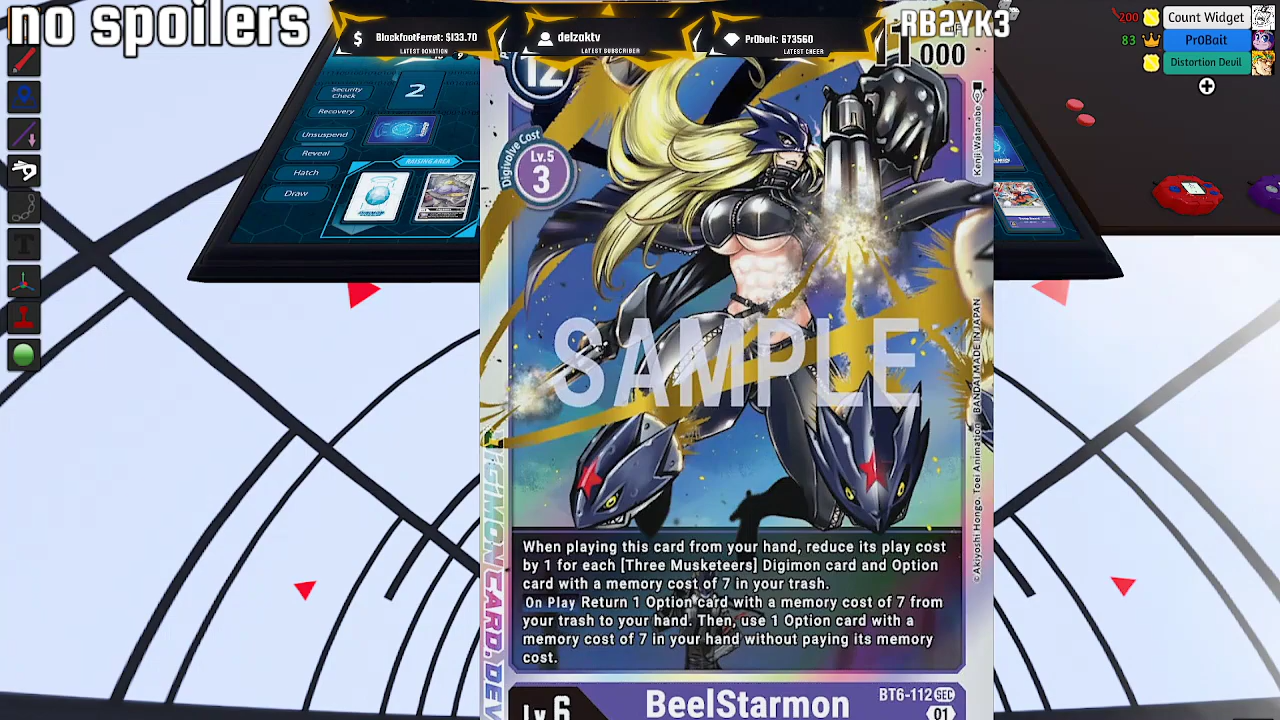 no spoilers
$ BlackfootFerret: $133.70
LATEST DONATION
delzaktv
LATEST SUBSCRIBER
Pr0bait: 673560
LATEST CHEER
RB2YK3
200
Count Widget
83
Pr0Bait
Distortion Devil
Security
Check
2
Recovery
Unsuspend
Reveal
Hatch
Draw
RAISING AREA
12
000
Digivolve Cost
Lv.5
3
Kenji Watanabe
SAMPLE
©Akiyoshi Hongo, Toei Animation BANDAI MADE IN JAPAN
DIGIMONCARD.DEV
When playing this card from your hand, reduce its play cost
by 1 for each [Three Musketeers] Digimon card and Option
card with a memory cost of 7 in your trash.
On Play Return 1 Option card with a memory cost of 7 from
your trash to your hand. Then, use 1 Option card with a
memory cost of 7 in your hand without paying its memory
cost.
Lv.6
BeelStarmon
BT6-112 SEC
01